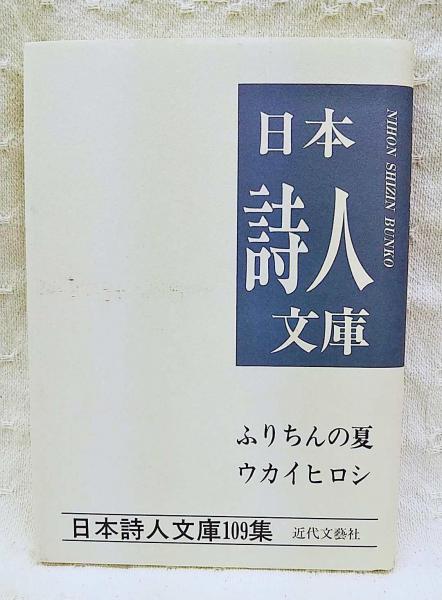 日本
詩人
文庫
NIHON SHIZIN BUNKO
ふりちんの夏
ウカイヒロシ
日本詩人文庫109集 近代文藝社